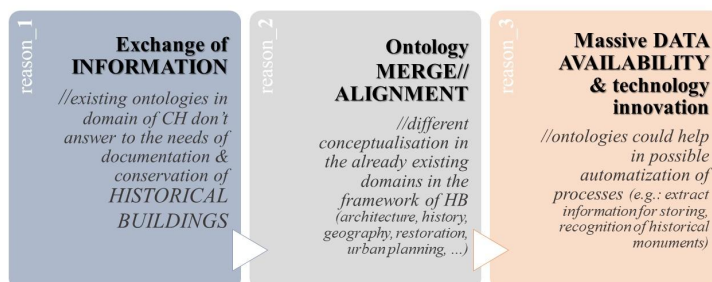 reason_1
Exchange of
INFORMATION
//existing ontologies in
domain of CH don't
answer to the needs of
documentation &
conservation of
HISTORICAL
BUILDINGS
reason_2
Ontology
MERGE//
ALIGNMENT
//different
conceptualisation in
the already existing
domains in the
framework of HB
(architecture, history,
geography, restoration,
urban planning, ...)
reason_3
Massive DATA
AVAILABILITY
& technology
innovation
//ontologies could help
in possible
automatization of
processes (e.g.: extract
information for storing,
recognition of historical
monuments)